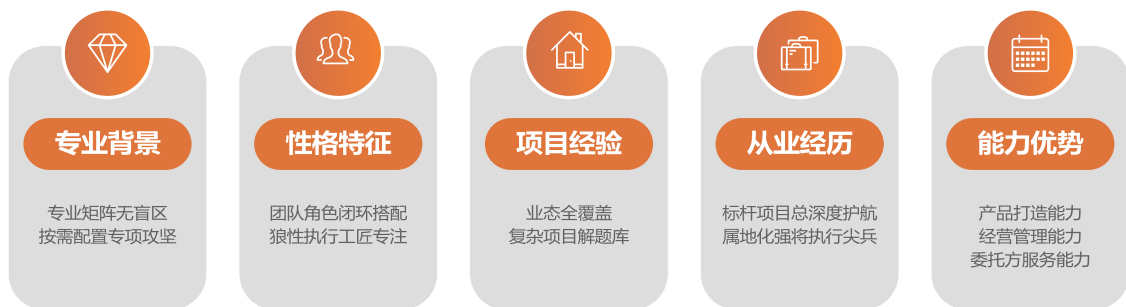 专业背景
专业矩阵无盲区
按需配置专项攻坚
性格特征
团队角色闭环搭配
狼性执行工匠专注
项目经验
业态全覆盖
复杂项目解题库
从业经历
标杆项目总深度护航
属地化强将执行尖兵
能力优势
产品打造能力
经营管理能力
委托方服务能力